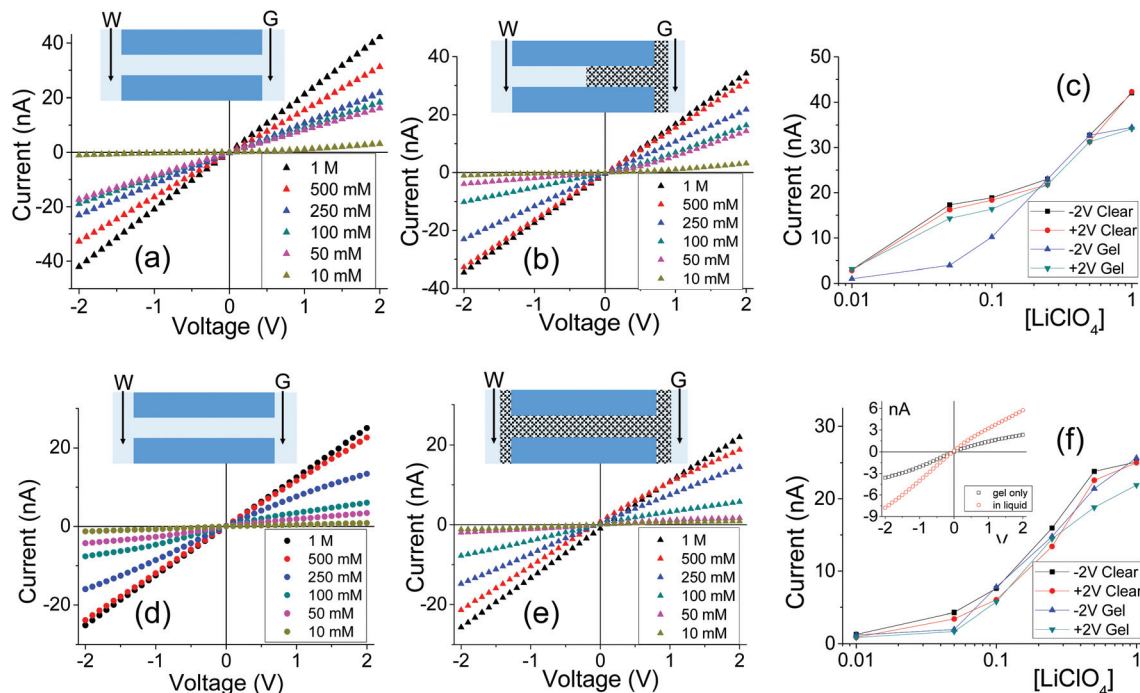 W
G
Current (nA)
40
20
0
-20
-40
1 M
500 mM
250 mM
100 mM
50 mM
10 mM
(a)
-2
-1
0
1
2
Voltage (V)
W
G
Current (nA)
40
20
0
-20
-40
1 M
500 mM
250 mM
100 mM
50 mM
10 mM
(b)
-2
-1
0
1
2
Voltage (V)
(c)
Current (nA)
50
40
30
20
10
0
-2V Clear
+2V Clear
-2V Gel
+2V Gel
0.01
0.1
1
[LiClO4]
W
G
Current (nA)
20
0
-20
1 M
500 mM
250 mM
100 mM
50 mM
10 mM
(d)
-2
-1
0
1
2
Voltage (V)
W
G
Current (nA)
20
0
-20
1 M
500 mM
250 mM
100 mM
50 mM
10 mM
(e)
-2
-1
0
1
2
Voltage (V)
(f)
nA
6
3
0
-3
-6
-9
gel only
in liquid
-2
-1
0
1
2
V
Current (nA)
30
20
10
0
-2V Clear
+2V Clear
-2V Gel
+2V Gel
0.01
0.1
1
[LiClO4]